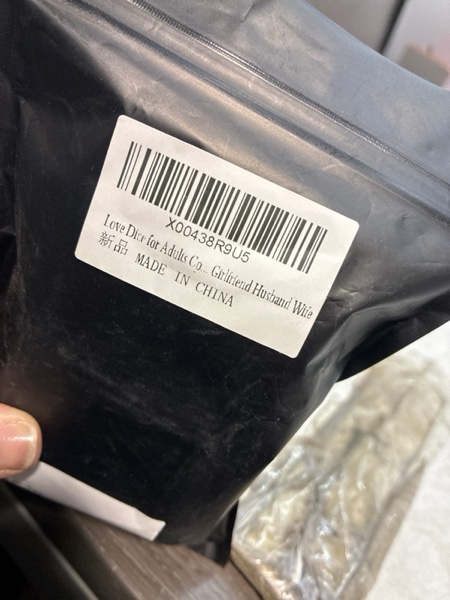 X00438R9U5
Love Dice for Adults Co... Girlfriend Husband Wife
新品 MADE IN CHINA